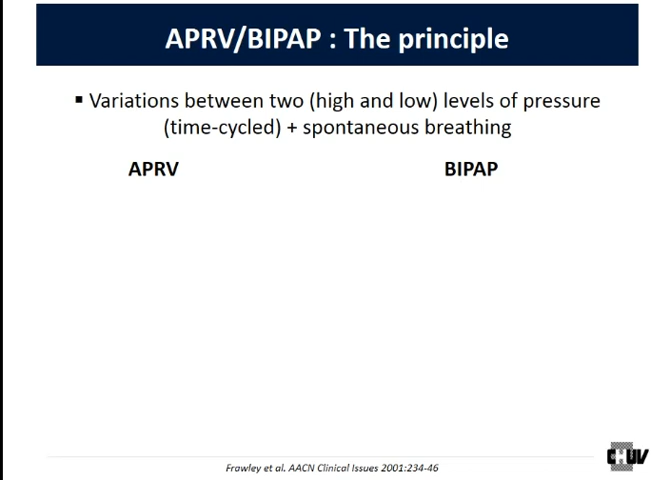 APRV/BIPAP : The principle
▪ Variations between two (high and low) levels of pressure
(time-cycled) + spontaneous breathing
APRV BIPAP
Frawley et al. AACN Clinical Issues 2001:234-46
CHUV